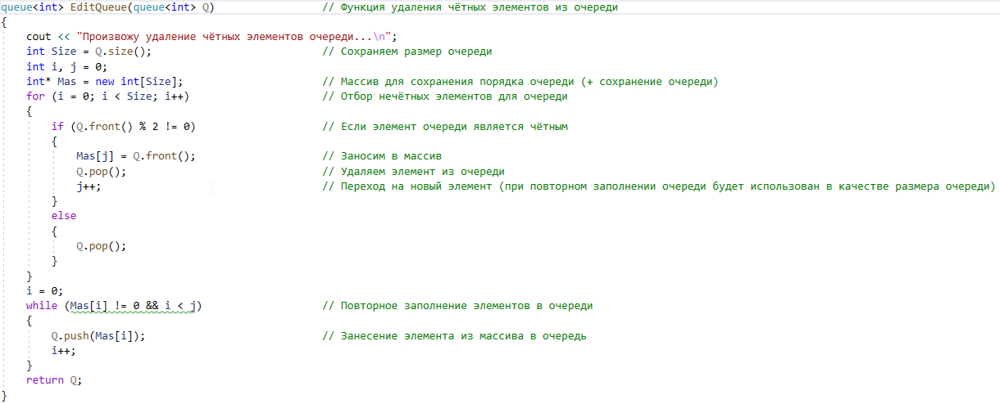 queue<int> EditQueue(queue<int> Q) // Функция удаления чётных элементов из очереди
{
cout << "Произвожу удаление чётных элементов очереди...\n";
int Size = Q.size(); // Сохраняем размер очереди
int i, j = 0;
int* Mas = new int[Size]; // Массив для сохранения порядка очереди (+ сохранение очереди)
for (i = 0; i < Size; i++) // Отбор нечётных элементов для очереди
{
if (Q.front() % 2 != 0) // Если элемент очереди является чётным
{
Mas[j] = Q.front(); // Заносим в массив
Q.pop(); // Удаляем элемент из очереди
j++; // Переход на новый элемент (при повторном заполнении очереди будет использован в качестве размера очереди)
}
else
{
Q.pop();
}
}
i = 0;
while (Mas[i] != 0 && i < j) // Повторное заполнение элементов в очереди
{
Q.push(Mas[i]); // Занесение элемента из массива в очередь
i++;
}
return Q;
}